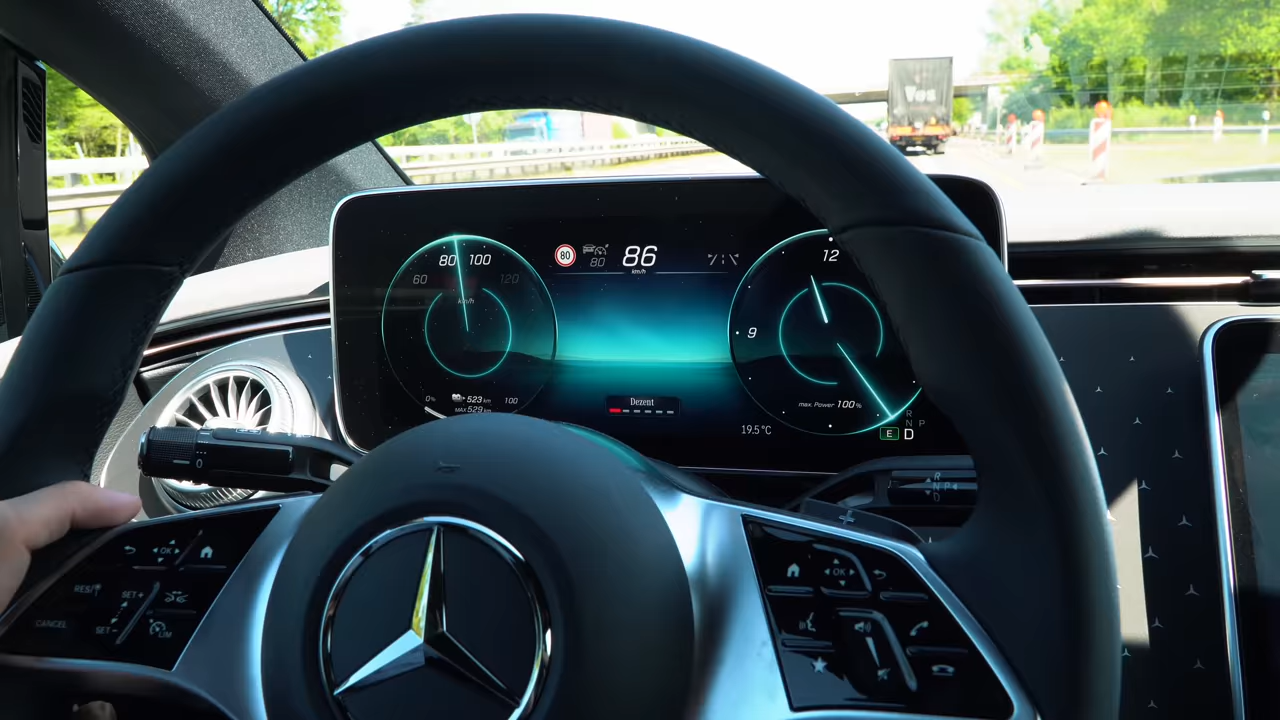 Vos
80 100
60 120
km/h
80
80
86
km/h
12
9
0% 523 km 100
MAX 529 km
Dezent
19.5 °C
max. Power 100 %
R
N P
E D
0
R
N P
D
OK
RES/
SET+
SET-
CANCEL
LIM
OK